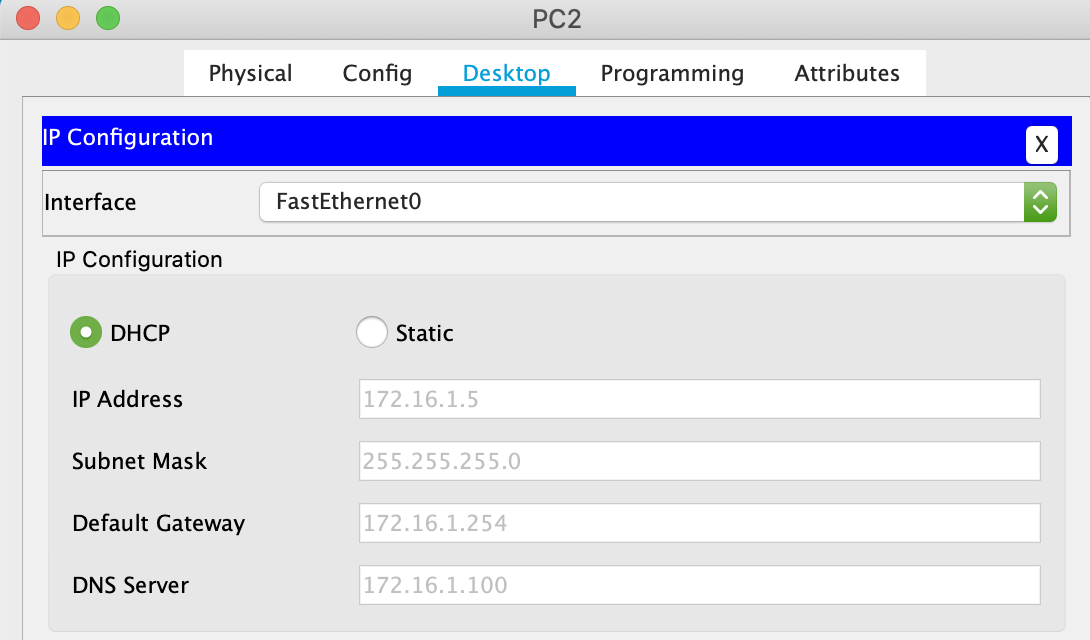 PC2
Physical Config Desktop Programming Attributes
IP Configuration X
Interface FastEthernet0
IP Configuration
DHCP Static
IP Address 172.16.1.5
Subnet Mask 255.255.255.0
Default Gateway 172.16.1.254
DNS Server 172.16.1.100